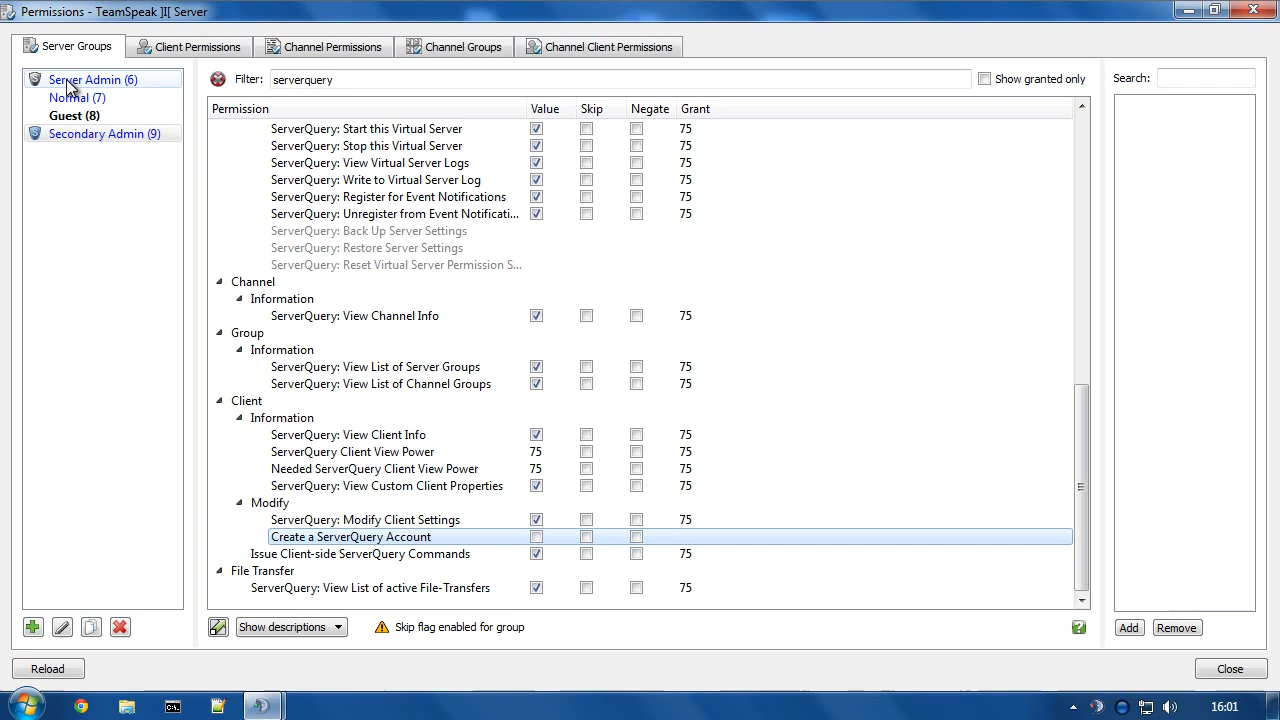 Permissions - TeamSpeak ]I[ Server
Server Groups
Client Permissions
Channel Permissions
Channel Groups
Channel Client Permissions
Server Admin (6)
Normal (7)
Guest (8)
Secondary Admin (9)
Filter:
serverquery
Show granted only
Search:
Permission Value Skip Negate Grant
ServerQuery: Start this Virtual Server 75
ServerQuery: Stop this Virtual Server 75
ServerQuery: View Virtual Server Logs 75
ServerQuery: Write to Virtual Server Log 75
ServerQuery: Register for Event Notifications 75
ServerQuery: Unregister from Event Notificati... 75
ServerQuery: Back Up Server Settings
ServerQuery: Restore Server Settings
ServerQuery: Reset Virtual Server Permission S...
Channel
Information
ServerQuery: View Channel Info 75
Group
Information
ServerQuery: View List of Server Groups 75
ServerQuery: View List of Channel Groups 75
Client
Information
ServerQuery: View Client Info 75
ServerQuery Client View Power 75 75
Needed ServerQuery Client View Power 75 75
ServerQuery: View Custom Client Properties 75
Modify
ServerQuery: Modify Client Settings 75
Create a ServerQuery Account
Issue Client-side ServerQuery Commands 75
File Transfer
ServerQuery: View List of active File-Transfers 75
Show descriptions
Skip flag enabled for group
Add
Remove
Reload
Close
16:01